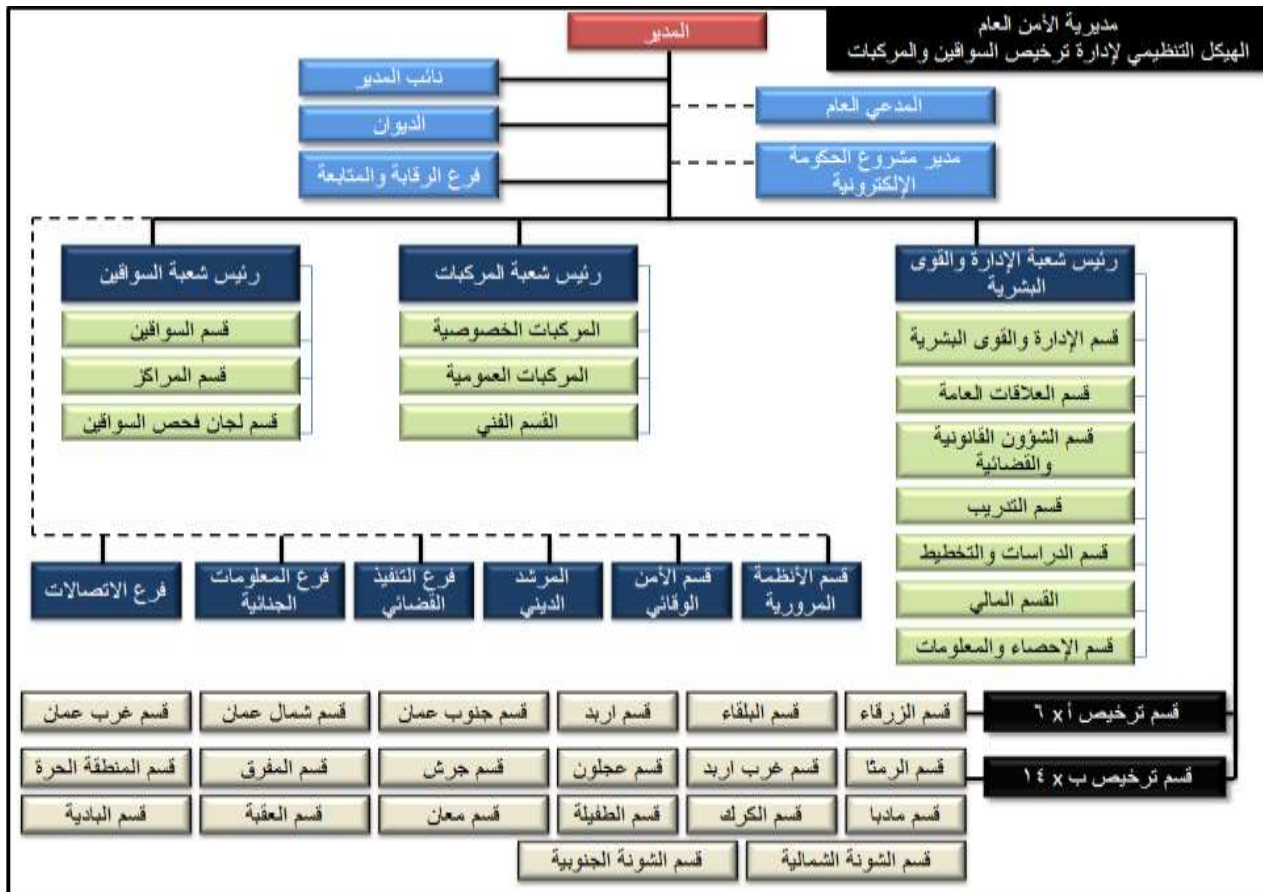 مديرية الأمن العام
الهيكل التنظيمي لإدارة ترخيص السواقين والمركبات
المدير
نائب المدير
المدعي العام
الديوان
مدير مشروع الحكومة
الإلكترونية
فرع الرقابة والمتابعة
رئيس شعبة الإدارة والقوى
البشرية
قسم الإدارة والقوى البشرية
قسم العلاقات العامة
قسم الشؤون القانونية
والقضائية
قسم التدريب
قسم الدراسات والتخطيط
القسم المالي
قسم الإحصاء والمعلومات
رئيس شعبة المركبات
المركبات الخصوصية
المركبات العمومية
القسم الفني
رئيس شعبة السواقين
قسم السواقين
قسم المراكز
قسم لجان فحص السواقين
قسم الأنظمة
المرورية
قسم الأمن
الوقائي
المرشد
الديني
فرع التنفيذ
القضائي
فرع المعلومات
الجنائية
فرع الاتصالات
قسم ترخيص أ x ٦
قسم الزرقاء
قسم البلقاء
قسم اربد
قسم جنوب عمان
قسم شمال عمان
قسم غرب عمان
قسم ترخيص ب x ١٤
قسم الرمثا
قسم غرب اربد
قسم عجلون
قسم جرش
قسم المفرق
قسم المنطقة الحرة
قسم مادبا
قسم الكرك
قسم الطفيلة
قسم معان
قسم العقبة
قسم البادية
قسم الشونة الشمالية
قسم الشونة الجنوبية